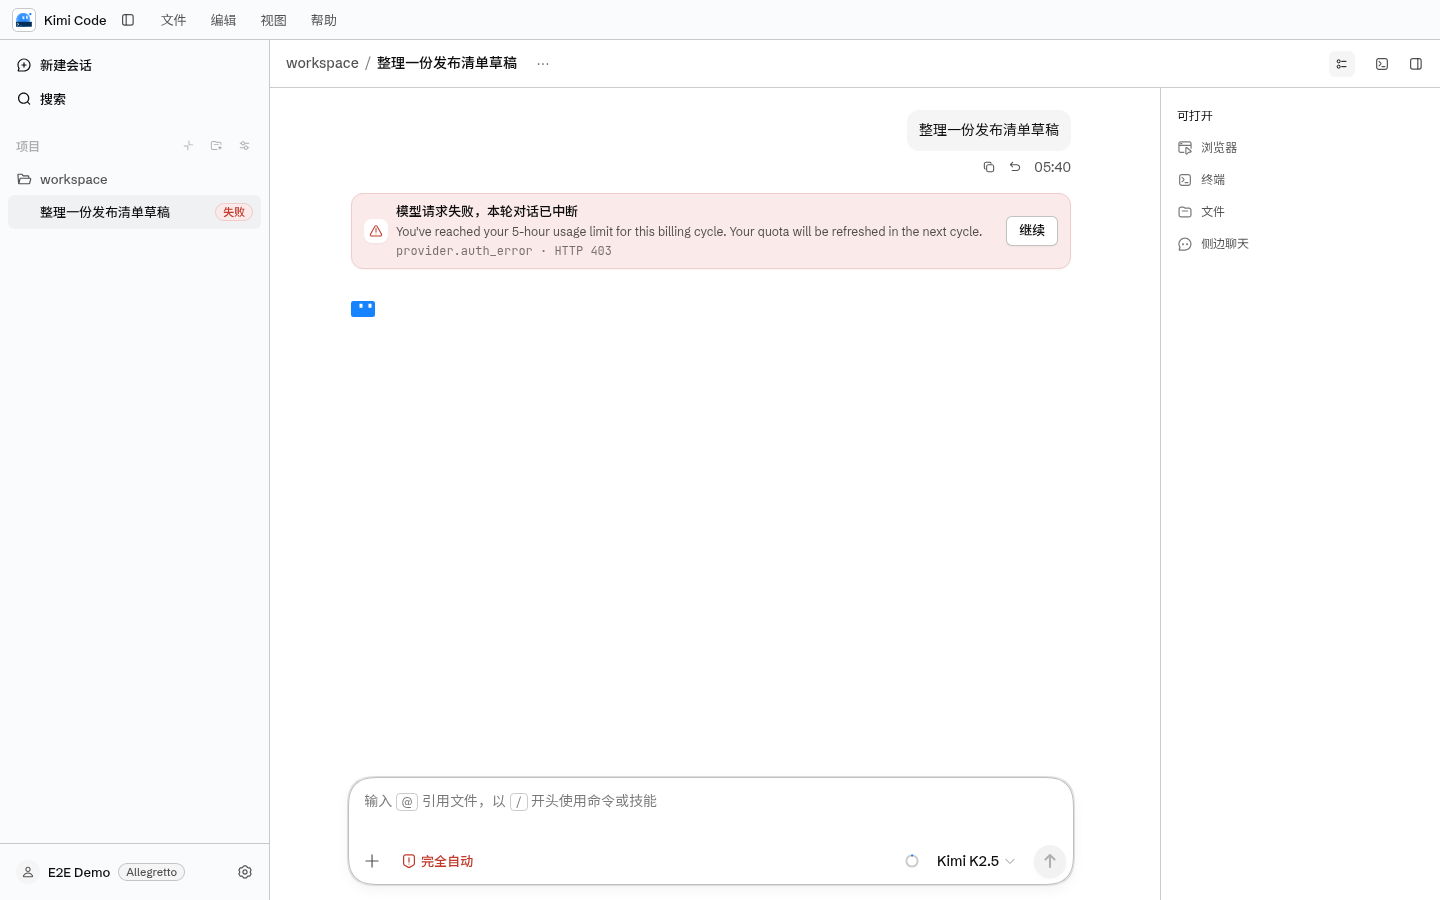 Kimi Code 文件 编辑 视图 帮助
新建会话
搜索
项目
workspace
整理一份发布清单草稿 失败
E2E Demo Allegretto
workspace / 整理一份发布清单草稿 ···
整理一份发布清单草稿
05:40
模型请求失败，本轮对话已中断
You've reached your 5-hour usage limit for this billing cycle. Your quota will be refreshed in the next cycle.
provider.auth_error · HTTP 403
继续
输入 @ 引用文件，以 / 开头使用命令或技能
完全自动 Kimi K2.5
可打开
浏览器
终端
文件
侧边聊天